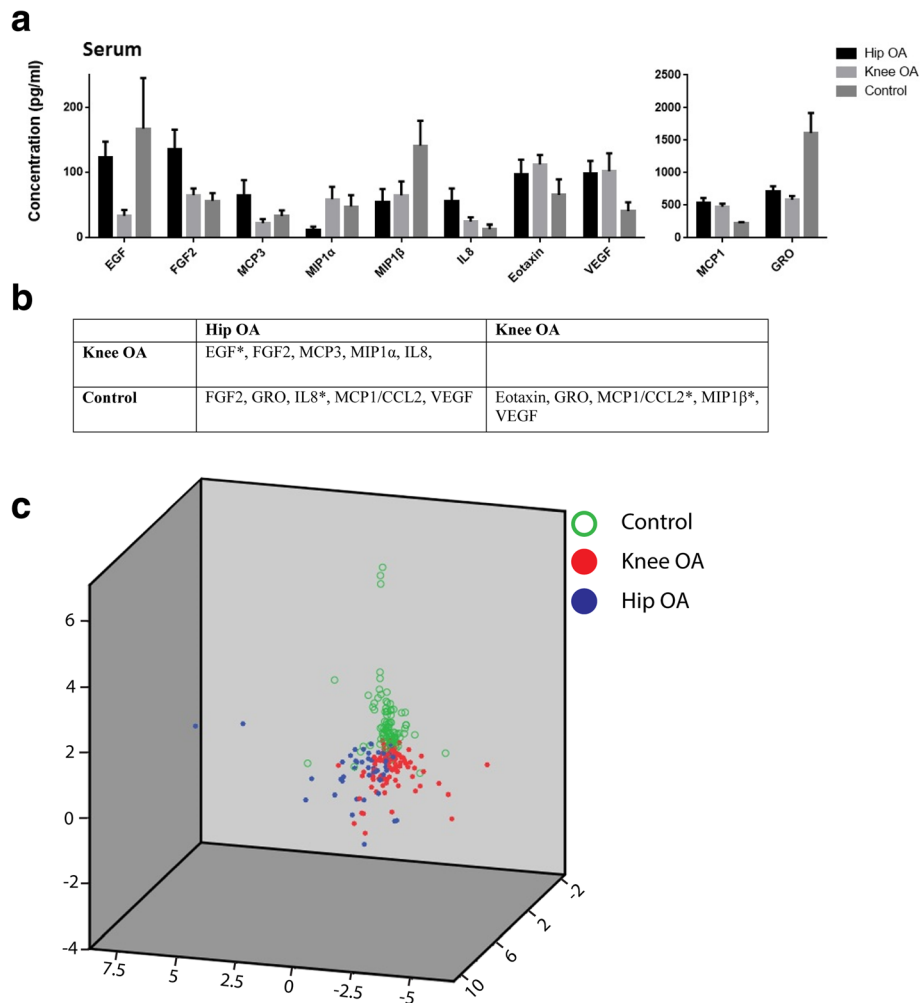 a
Serum
Concentration (pg/ml)
200
100
0
EGF
FGF2
MCP3
MIP1α
MIP1β
IL8
Eotaxin
VEGF
2500
2000
1500
1000
500
0
MCP1
GRO
Hip OA
Knee OA
Control
b
Hip OA Knee OA
Knee OA EGF*, FGF2, MCP3, MIP1α, IL8,
Control FGF2, GRO, IL8*, MCP1/CCL2, VEGF Eotaxin, GRO, MCP1/CCL2*, MIP1β*,
VEGF
c
Control
Knee OA
Hip OA
6
4
2
0
-2
-4
7.5 5 2.5 0 -2.5 -5
10 6 2 -2